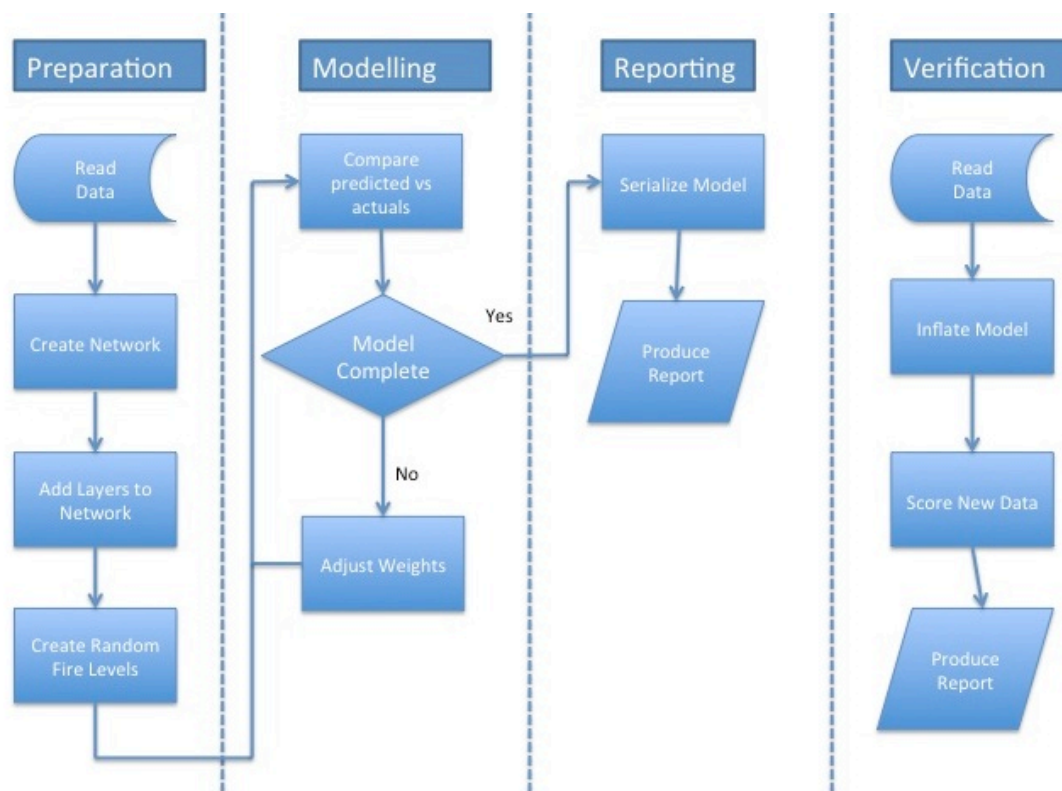 Preparation
Read
Data
Create Network
Add Layers to
Network
Create Random
Fire Levels
Modelling
Compare
predicted vs
actuals
Model
Complete
Yes
No
Adjust Weights
Reporting
Serialize Model
Produce
Report
Verification
Read
Data
Inflate Model
Score New Data
Produce
Report